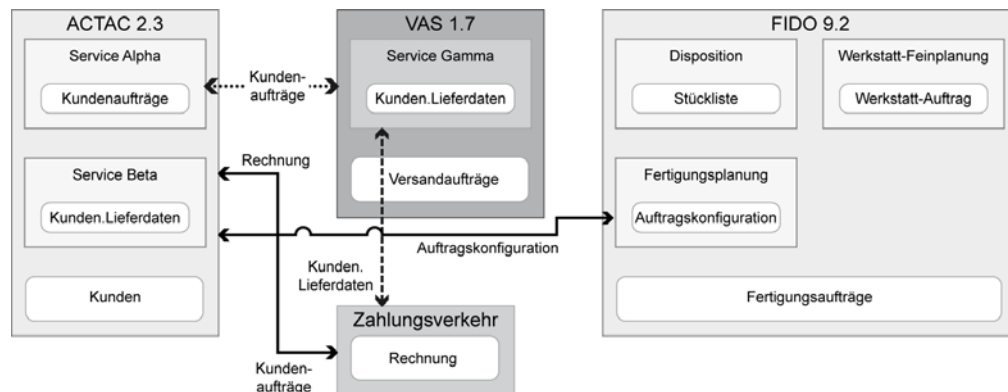 ACTAC 2.3
Service Alpha
Kundenaufträge
Service Beta
Kunden.Lieferdaten
Kunden
Kunden-
aufträge
Rechnung
VAS 1.7
Service Gamma
Kunden.Lieferdaten
Versandaufträge
Auftragskonfiguration
Kunden.
Lieferdaten
Zahlungsverkehr
Rechnung
Kunden-
aufträge
FIDO 9.2
Disposition
Stückliste
Werkstatt-Feinplanung
Werkstatt-Auftrag
Fertigungsplanung
Auftragskonfiguration
Fertigungsaufträge